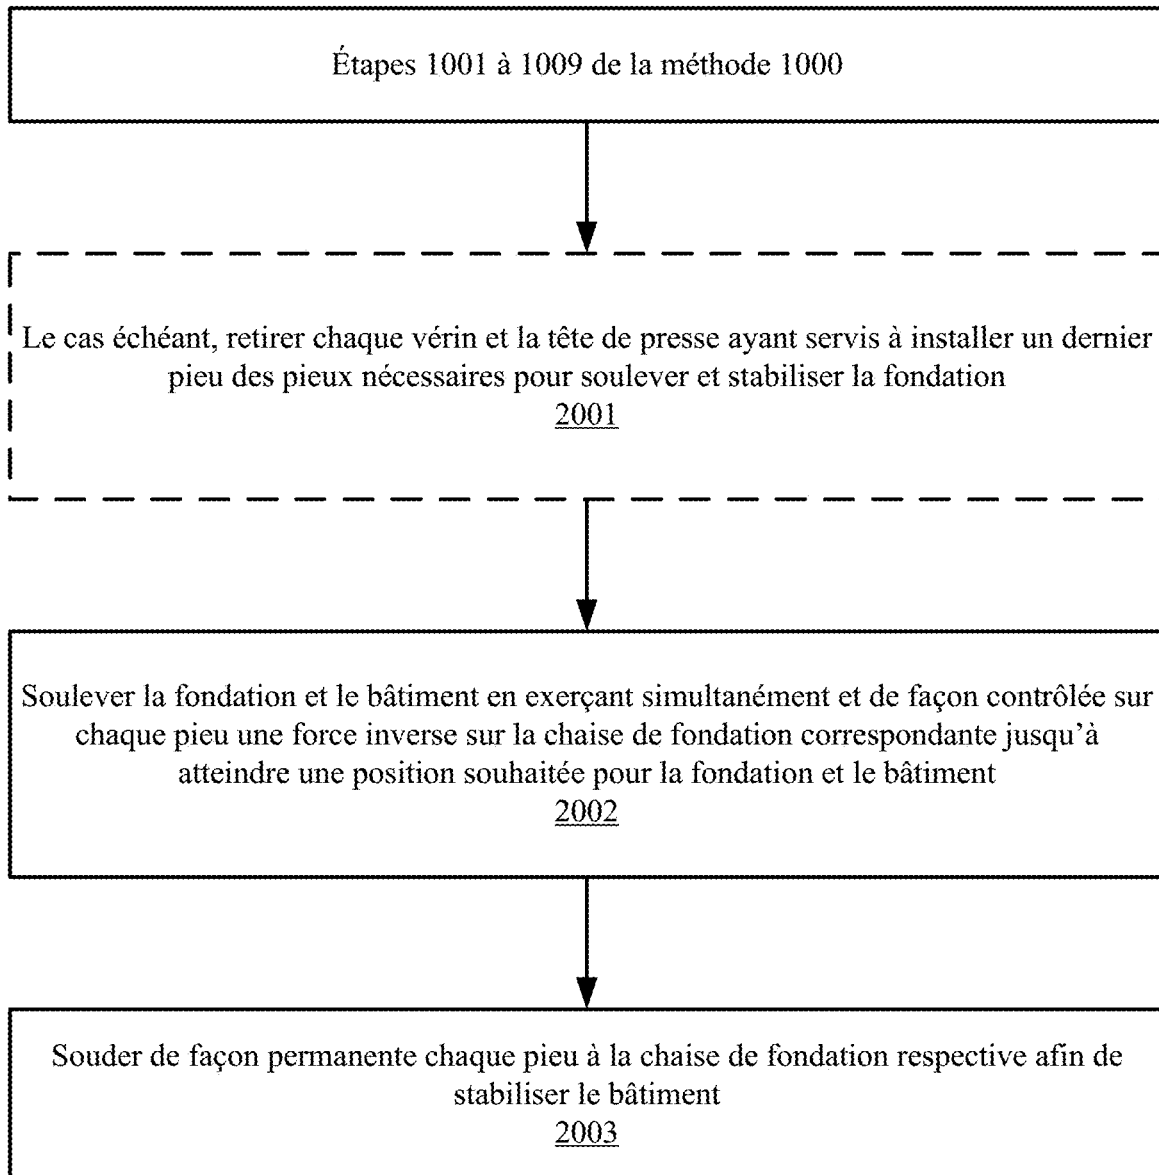 Étapes 1001 à 1009 de la méthode 1000
Le cas échéant, retirer chaque vérin et la tête de presse ayant servis à installer un dernier
pieu des pieux nécessaires pour soulever et stabiliser la fondation
2001
Soulever la fondation et le bâtiment en exerçant simultanément et de façon contrôlée sur
chaque pieu une force inverse sur la chaise de fondation correspondante jusqu’à
atteindre une position souhaitée pour la fondation et le bâtiment
2002
Souder de façon permanente chaque pieu à la chaise de fondation respective afin de
stabiliser le bâtiment
2003